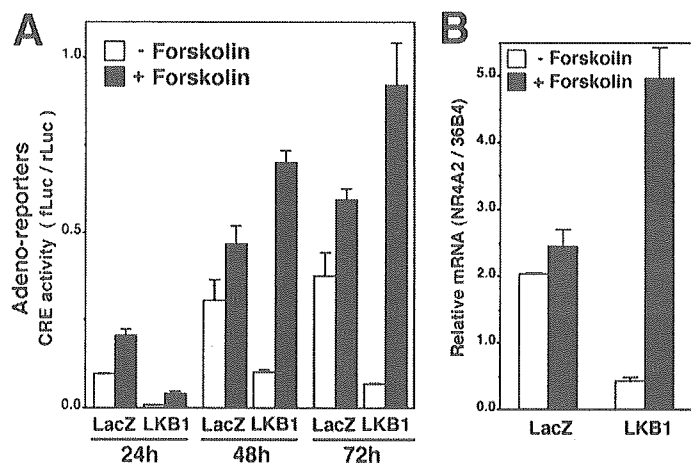 A
Adeno-reporters
CRE activity ( fLuc / rLuc )
1.0
0.5
0.0
- Forskolin
+ Forskolin
LacZ LKB1 LacZ LKB1 LacZ LKB1
24h 48h 72h
B
Relative mRNA (NR4A2 / 36B4)
5.0
4.0
3.0
2.0
1.0
0.0
- Forskoiln
+ Forskolin
LacZ LKB1